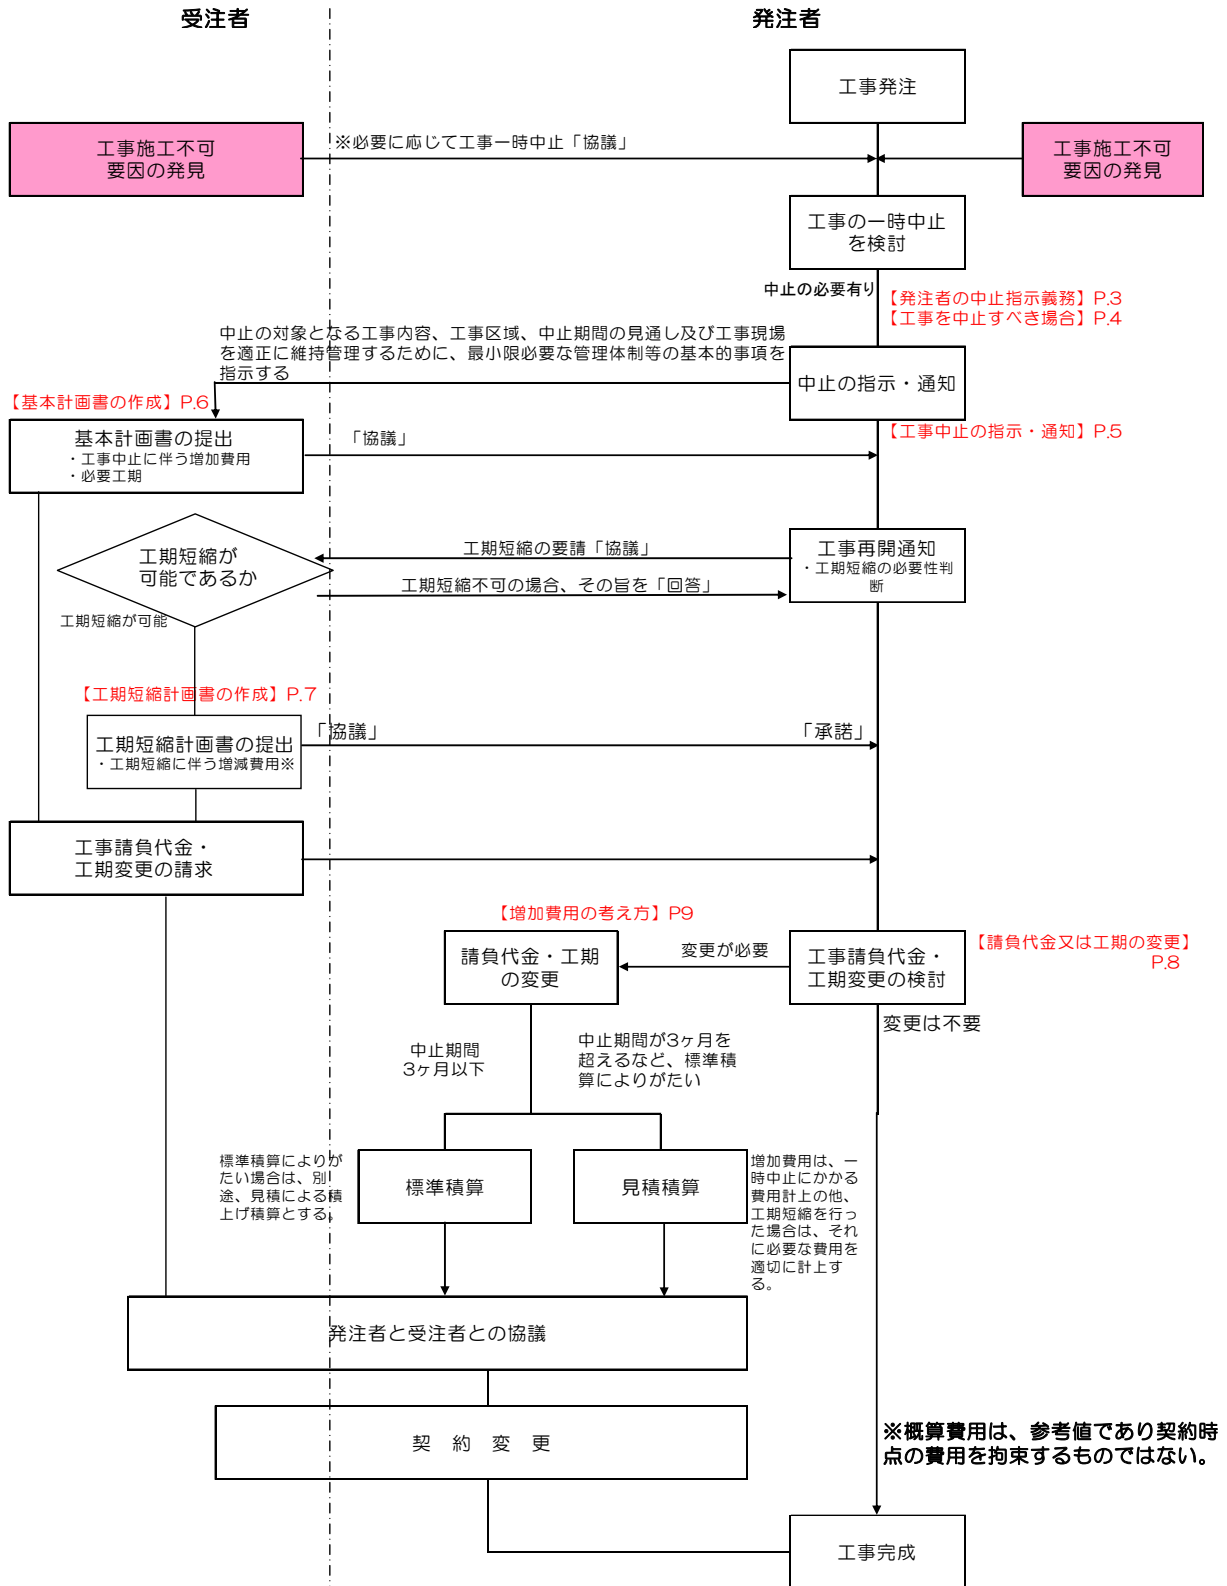 受注者
発注者
工事発注
工事施工不可
要因の発見
※必要に応じて工事一時中止「協議」
工事施工不可
要因の発見
工事の一時中止
を検討
中止の必要有り
【発注者の中止指示義務】P.3
【工事を中止すべき場合】P.4
中止の対象となる工事内容、工事区域、中止期間の見通し及び工事現場
を適正に維持管理するために、最小限必要な管理体制等の基本的事項を
指示する
中止の指示・通知
【基本計画書の作成】P.6
【工事中止の指示・通知】P.5
基本計画書の提出
・工事中止に伴う増加費用
・必要工期
「協議」
工期短縮が
可能であるか
工期短縮の要請「協議」
工期短縮不可の場合、その旨を「回答」
工事再開通知
・工期短縮の必要性判
断
工期短縮が可能
【工期短縮計画書の作成】P.7
工期短縮計画書の提出
・工期短縮に伴う増減費用※
「協議」
「承諾」
工事請負代金・
工期変更の請求
【増加費用の考え方】P9
請負代金・工期
の変更
変更が必要
工事請負代金・
工期変更の検討
【請負代金又は工期の変更】
P.8
変更は不要
中止期間
3ヶ月以下
中止期間が3ヶ月を
超えるなど、標準積
算によりがたい
標準積算によりが
たい場合は、別
途、見積による積
上げ積算とする。
標準積算
見積積算
増加費用は、一
時中止にかかる
費用計上の他、
工期短縮を行っ
た場合は、それ
に必要な費用を
適切に計上す
る。
発注者と受注者との協議
契　約　変　更
※概算費用は、参考値であり契約時
点の費用を拘束するものではない。
工事完成